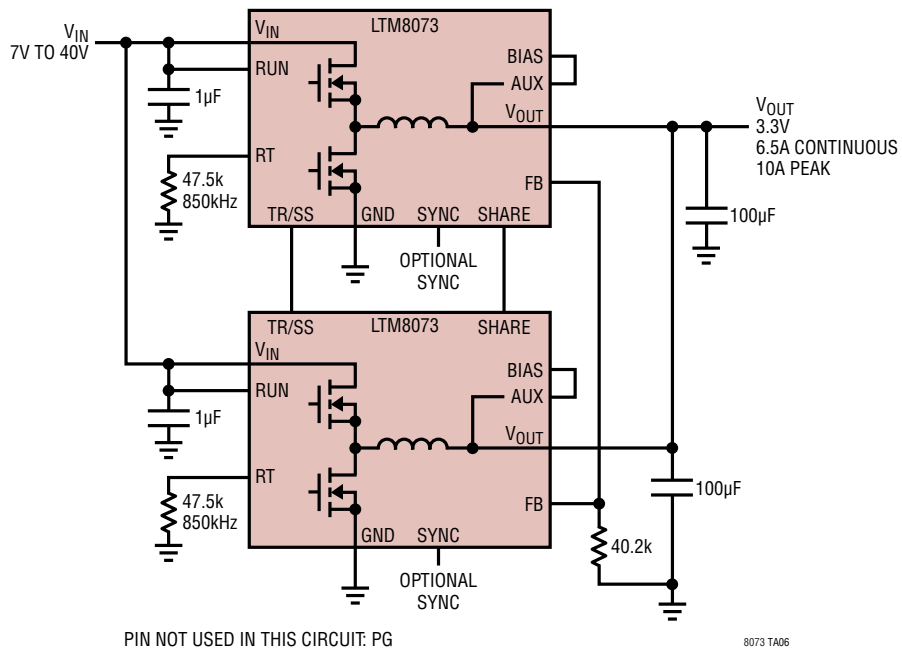 VIN
7V TO 40V
LTM8073
VIN
RUN
1µF
RT
47.5k
850kHz
BIAS
AUX
VOUT
FB
TR/SS
GND
SYNC
SHARE
OPTIONAL
SYNC
VOUT
3.3V
6.5A CONTINUOUS
10A PEAK
100µF
TR/SS
LTM8073
SHARE
VIN
RUN
1µF
RT
47.5k
850kHz
BIAS
AUX
VOUT
FB
GND
SYNC
OPTIONAL
SYNC
100µF
40.2k
PIN NOT USED IN THIS CIRCUIT: PG
8073 TA06